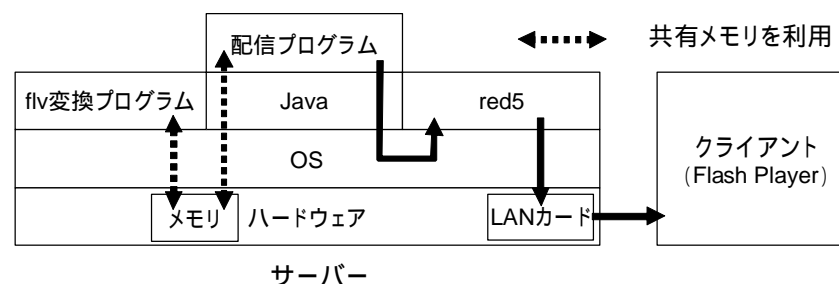 配信プログラム
共有メモリを利用
flv変換プログラム
Java
red5
OS
クライアント
(Flash Player)
メモリ
ハードウェア
LANカード
サーバー